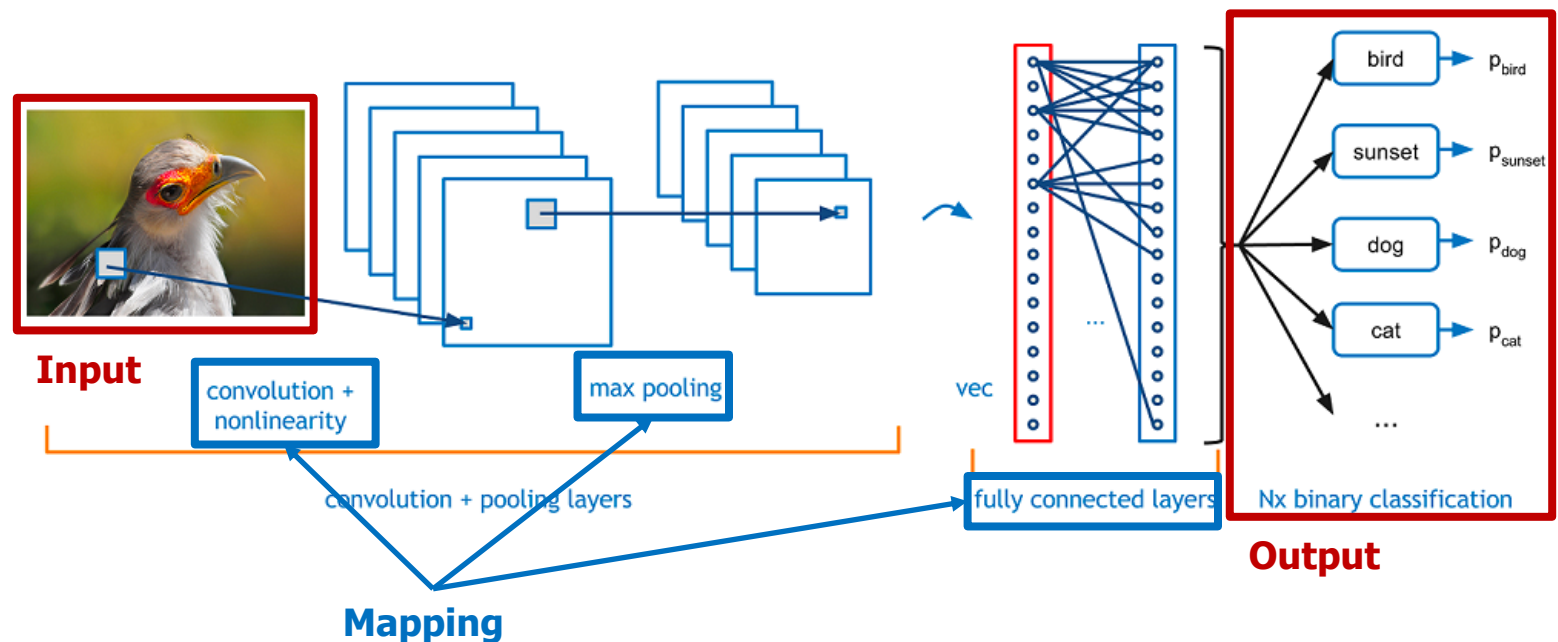 bird
p_bird
sunset
p_sunset
dog
p_dog
cat
p_cat
...
...
Input
convolution +
nonlinearity
max pooling
vec
convolution + pooling layers
fully connected layers
Nx binary classification
Output
Mapping